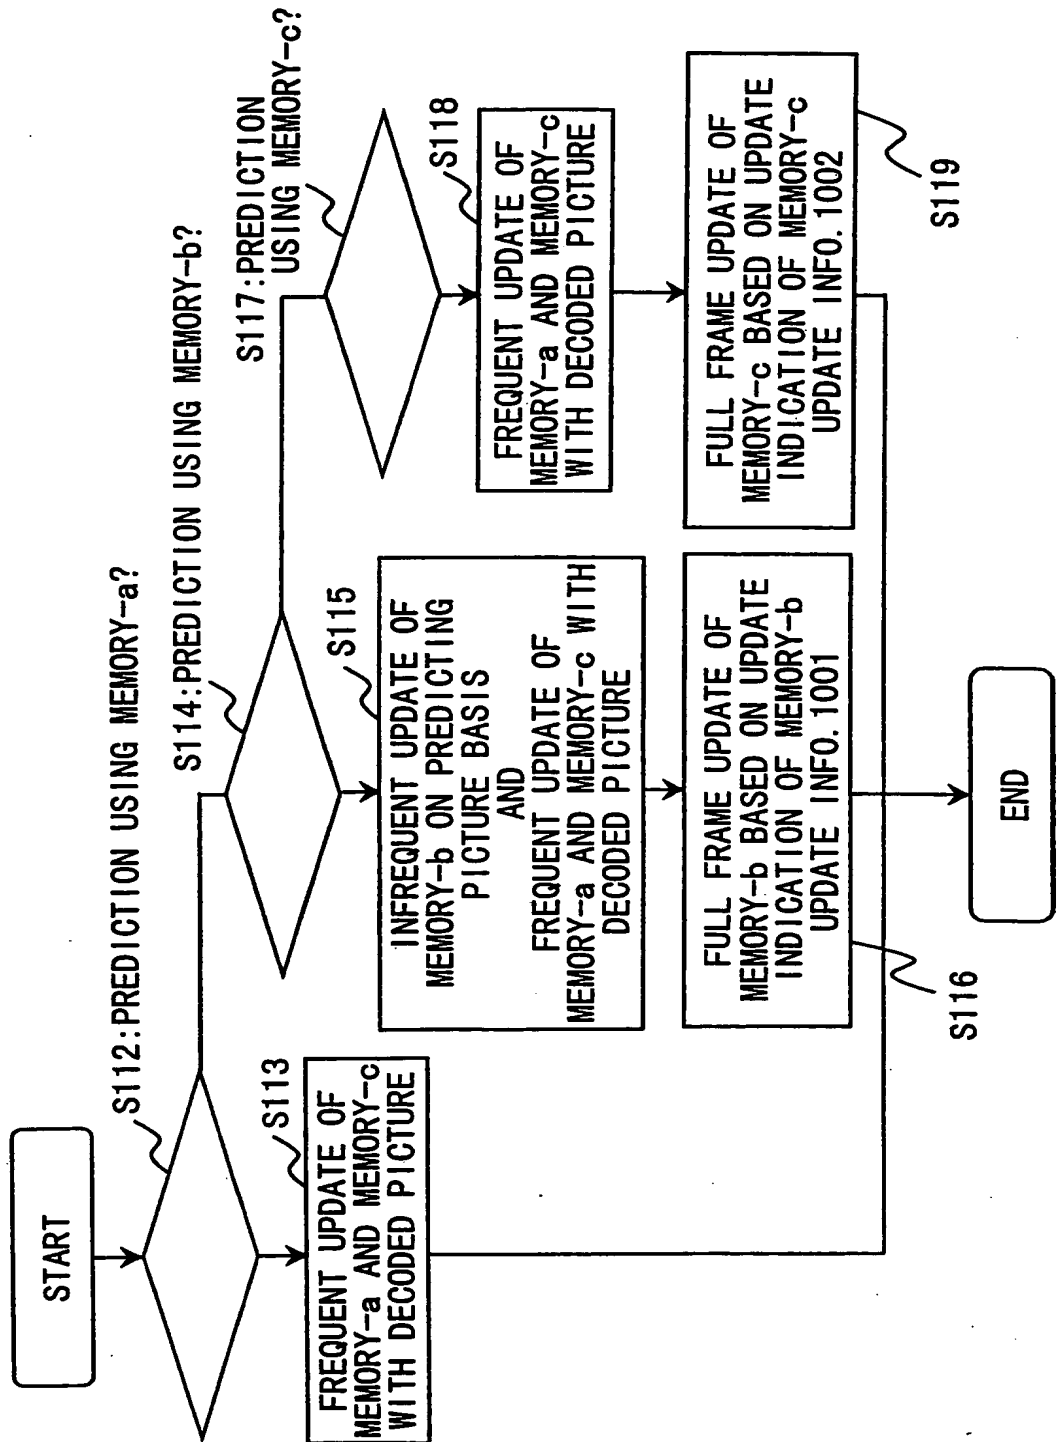 START
S112:PREDICTION USING MEMORY-a?
S113
FREQUENT UPDATE OF
MEMORY-a AND MEMORY-c
WITH DECODED PICTURE
S114:PREDICTION USING MEMORY-b?
S115
INFREQUENT UPDATE OF
MEMORY-b ON PREDICTING
PICTURE BASIS
AND
FREQUENT UPDATE OF
MEMORY-a AND MEMORY-c WITH
DECODED PICTURE
FULL FRAME UPDATE OF
MEMORY-b BASED ON UPDATE
INDICATION OF MEMORY-b
UPDATE INFO.1001
S116
S117:PREDICTION
USING MEMORY-c?
S118
FREQUENT UPDATE OF
MEMORY-a AND MEMORY-c
WITH DECODED PICTURE
FULL FRAME UPDATE OF
MEMORY-c BASED ON UPDATE
INDICATION OF MEMORY-c
UPDATE INFO.1002
S119
END